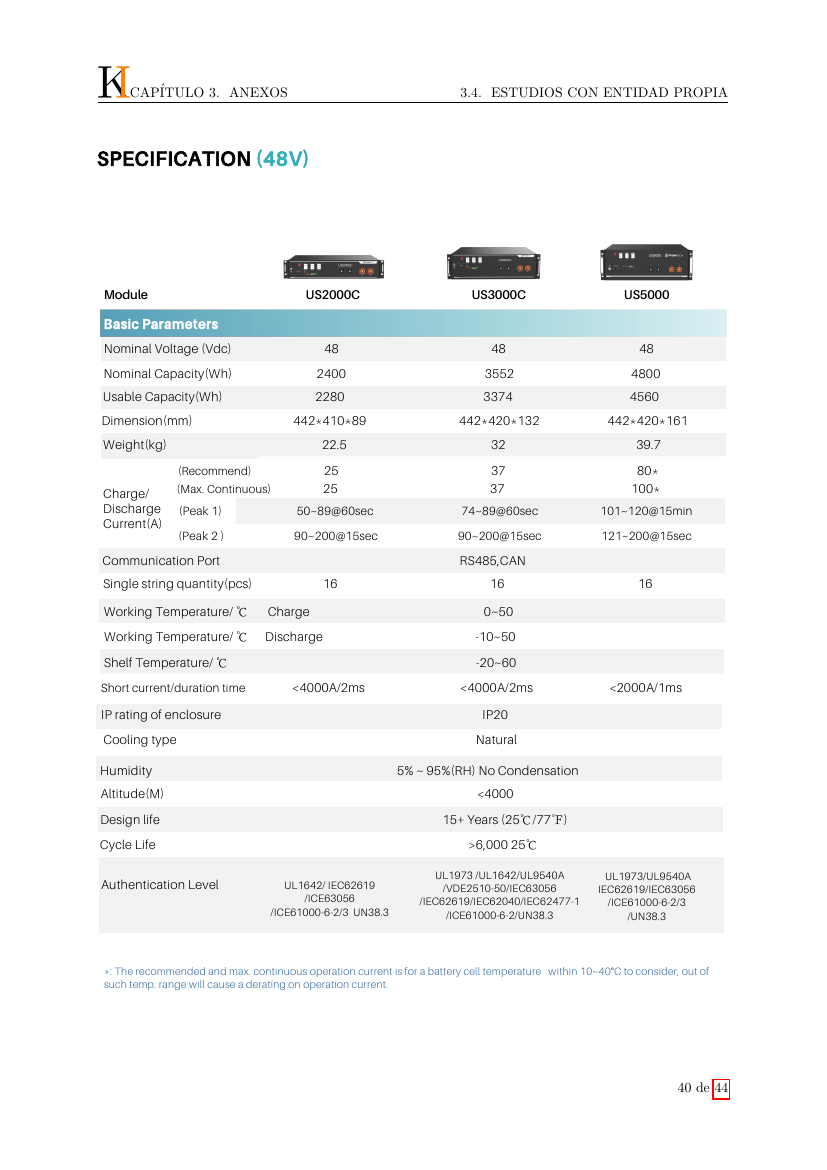 KI CAPÍTULO 3. ANEXOS 3.4. ESTUDIOS CON ENTIDAD PROPIA
SPECIFICATION (48V)
Module US2000C US3000C US5000
Basic Parameters
Nominal Voltage (Vdc) 48 48 48
Nominal Capacity(Wh) 2400 3552 4800
Usable Capacity(Wh) 2280 3374 4560
Dimension(mm) 442*410*89 442*420*132 442*420*161
Weight(kg) 22.5 32 39.7
Charge/
Discharge
Current(A)
(Recommend) 25 37 80*
(Max. Continuous) 25 37 100*
(Peak 1) 50~89@60sec 74~89@60sec 101~120@15min
(Peak 2 ) 90~200@15sec 90~200@15sec 121~200@15sec
Communication Port RS485,CAN
Single string quantity(pcs) 16 16 16
Working Temperature/ ℃ Charge 0~50
Working Temperature/ ℃ Discharge -10~50
Shelf Temperature/ ℃ -20~60
Short current/duration time <4000A/2ms <4000A/2ms <2000A/1ms
IP rating of enclosure IP20
Cooling type Natural
Humidity 5% ~ 95%(RH) No Condensation
Altitude(M) <4000
Design life 15+ Years (25℃/77℉)
Cycle Life >6,000 25℃
Authentication Level
UL1642/ IEC62619
/ICE63056
/ICE61000-6-2/3 UN38.3
UL1973 /UL1642/UL9540A
/VDE2510-50/IEC63056
/IEC62619/IEC62040/IEC62477-1
/ICE61000-6-2/UN38.3
UL1973/UL9540A
IEC62619/IEC63056
/ICE61000-6-2/3
/UN38.3
*: The recommended and max. continuous operation current is for a battery cell temperature within 10~40°C to consider, out of
such temp. range will cause a derating on operation current.
40 de 44